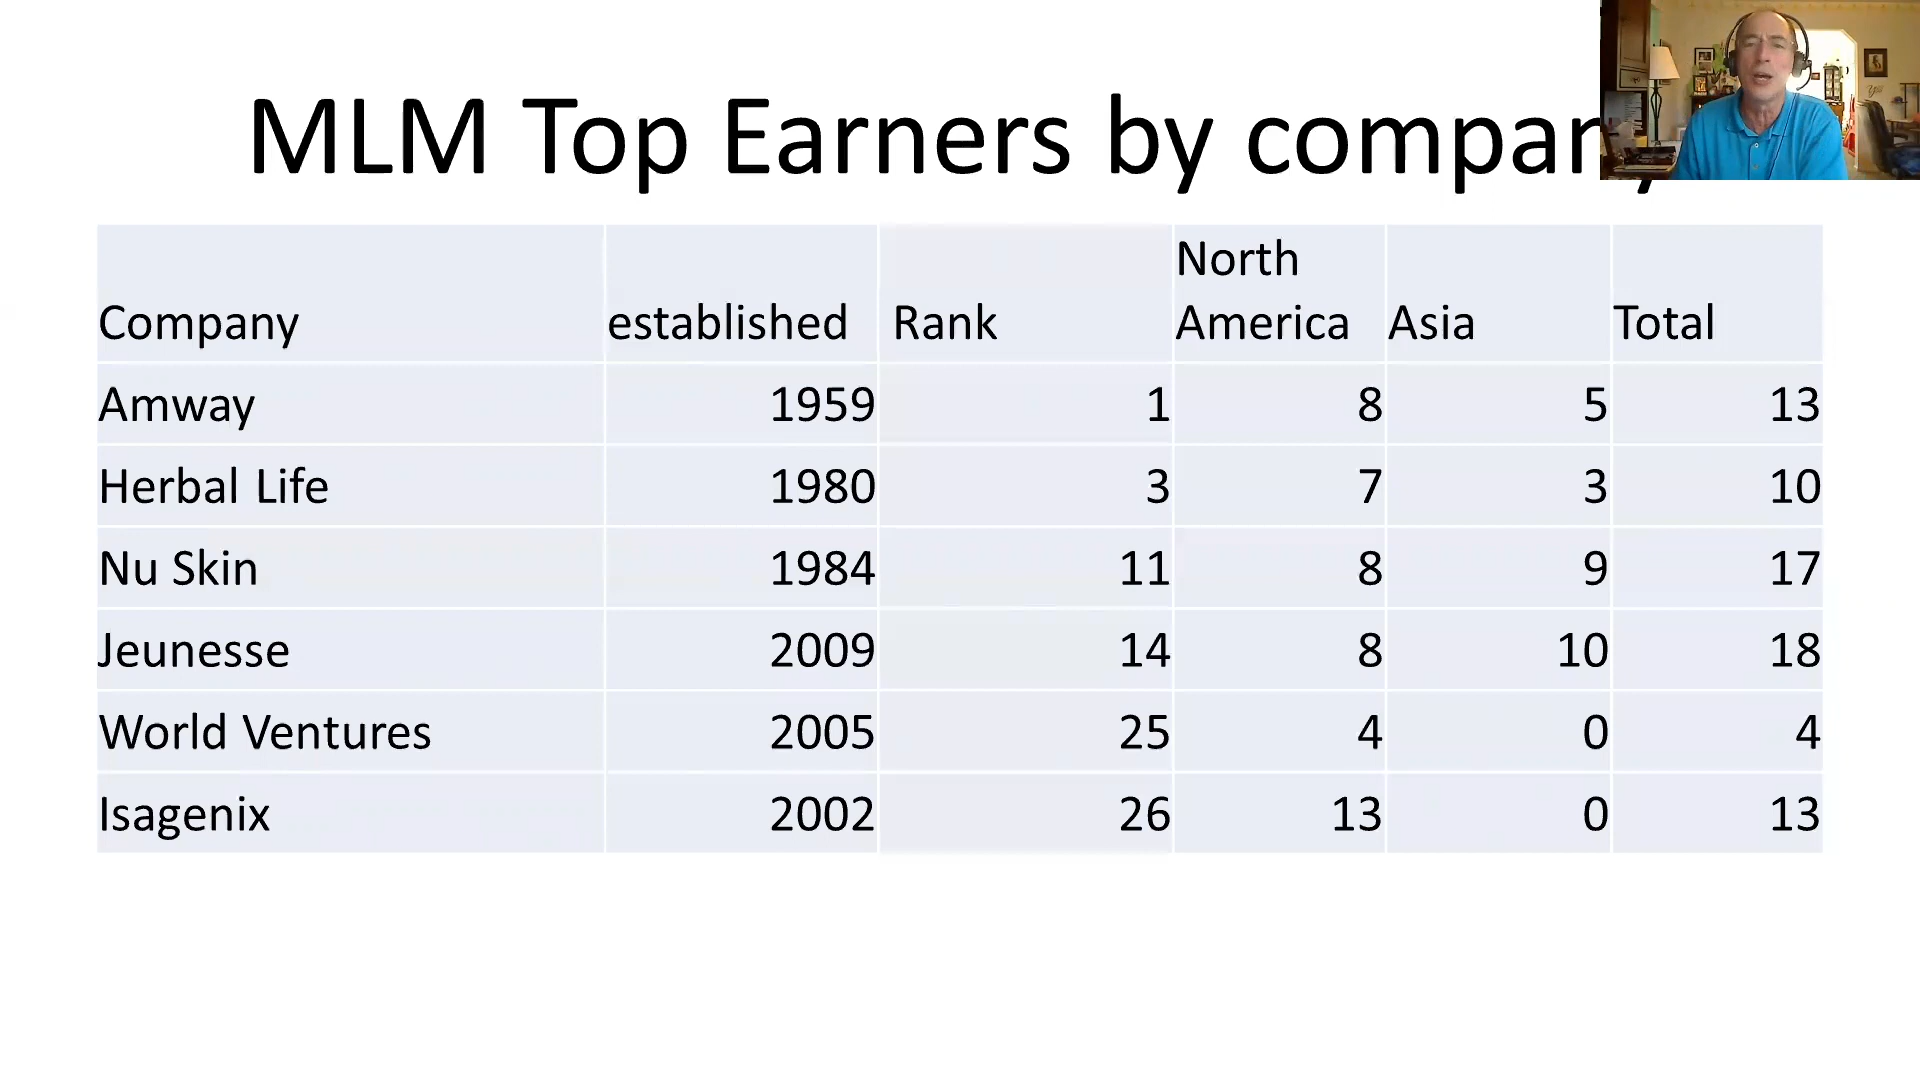 MLM Top Earners by company
Company established Rank North America Asia Total
Amway 1959 1 8 5 13
Herbal Life 1980 3 7 3 10
Nu Skin 1984 11 8 9 17
Jeunesse 2009 14 8 10 18
World Ventures 2005 25 4 0 4
Isagenix 2002 26 13 0 13